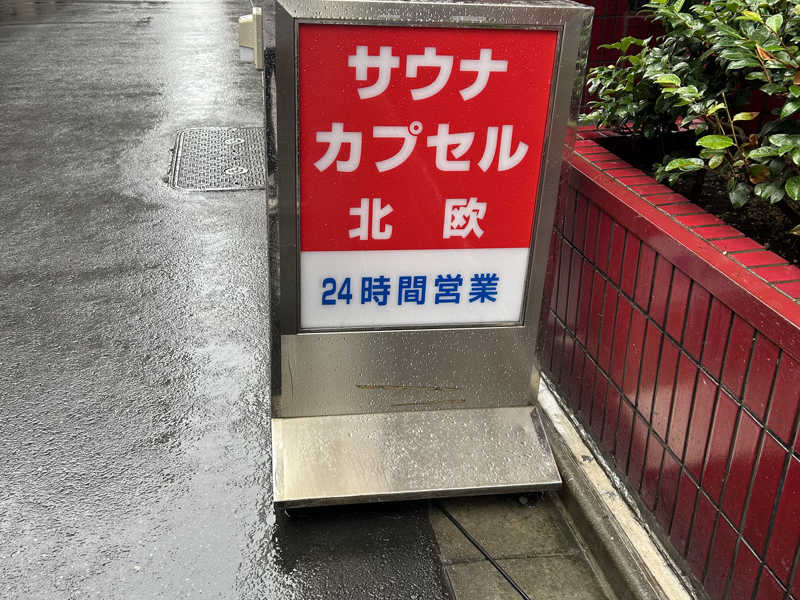 サウナ
カプセル
北欧
24時間営業